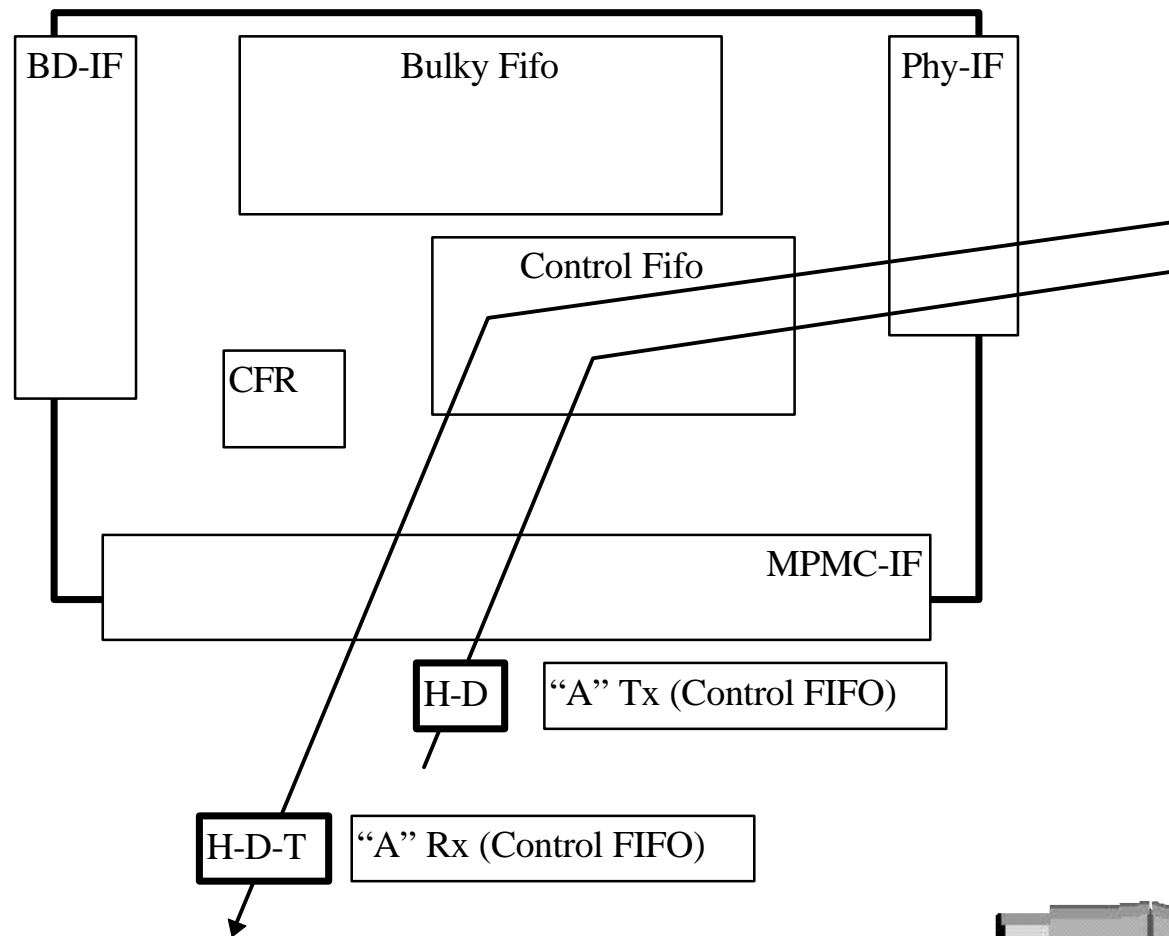 BD-IF
Bulky Fifo
Phy-IF
Control Fifo
CFR
MPMC-IF
H-D
“A” Tx (Control FIFO)
H-D-T
“A” Rx (Control FIFO)